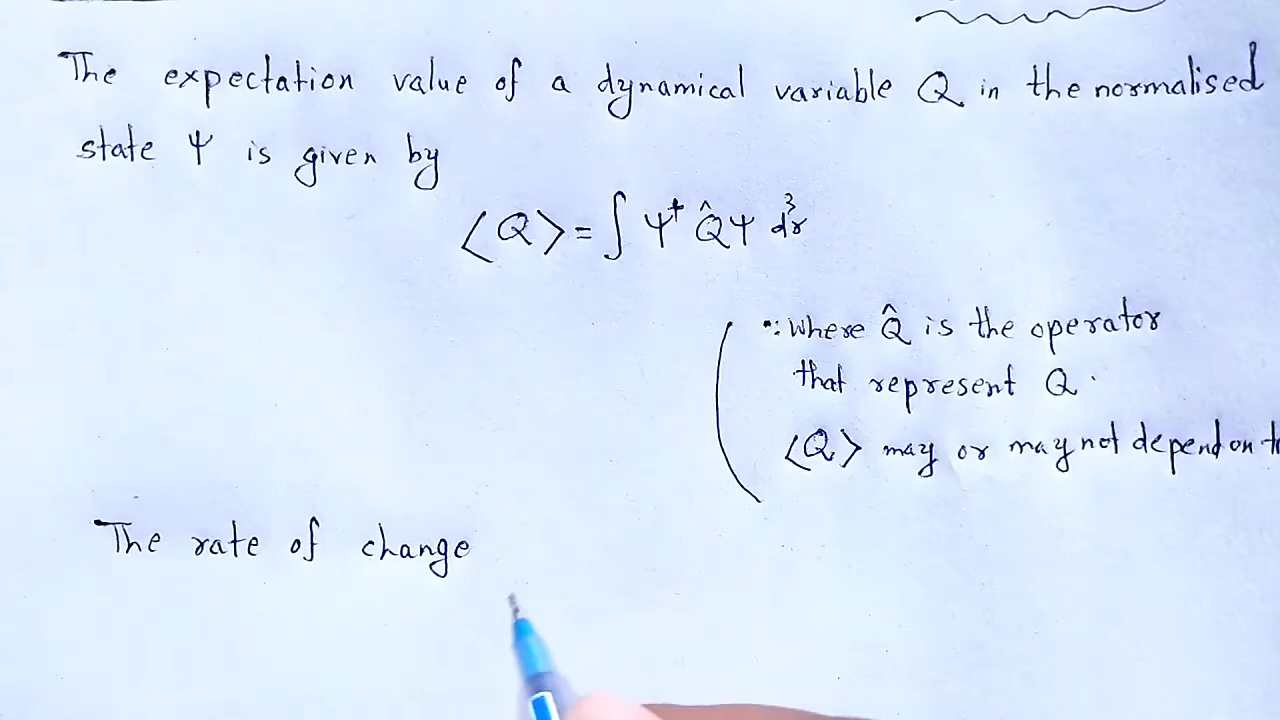 The expectation value of a dynamical variable Q in the normalised
state Ψ is given by
⟨Q⟩ = ∫ Ψ† Q̂ Ψ d³r
∵ where Q̂ is the operator
that represent Q.
⟨Q⟩ may or may not depend on
The rate of change